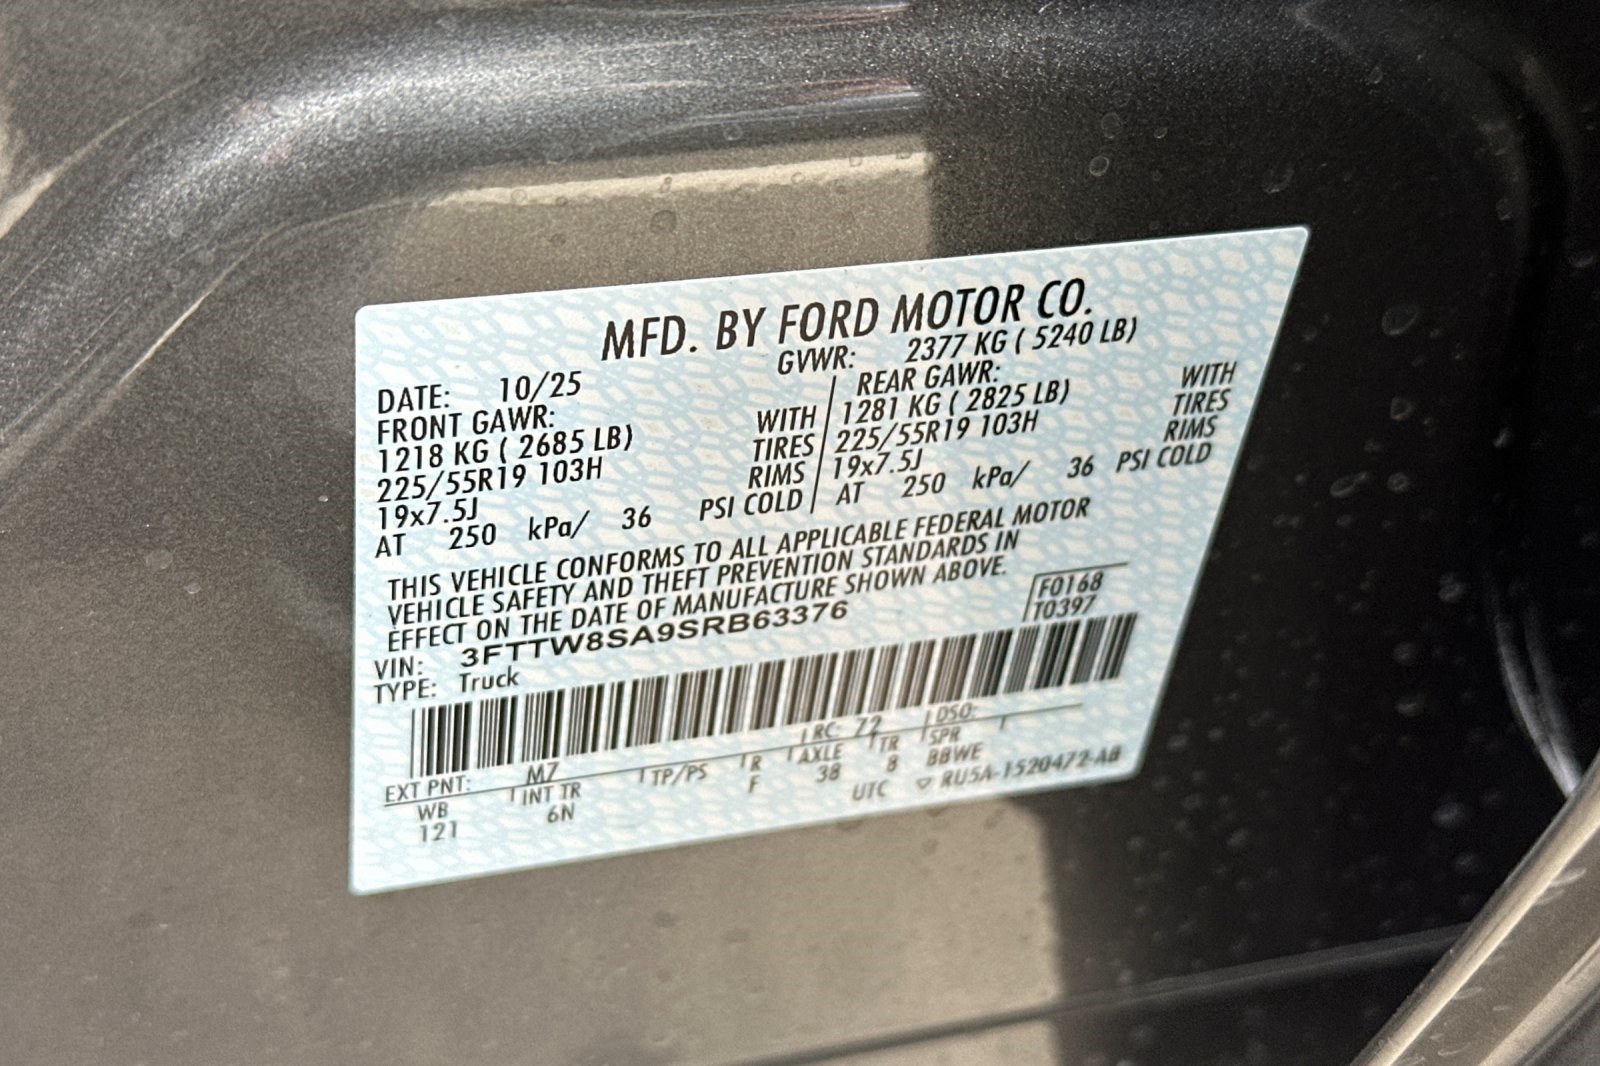 MFD. BY FORD MOTOR CO.
DATE: 10/25 GVWR: 2377 KG ( 5240 LB)
FRONT GAWR: WITH REAR GAWR: WITH
1218 KG ( 2685 LB) TIRES 1281 KG ( 2825 LB) TIRES
225/55R19 103H RIMS 225/55R19 103H RIMS
19x7.5J 19x7.5J
AT 250 kPa/ 36 PSI COLD AT 250 kPa/ 36 PSI COLD
THIS VEHICLE CONFORMS TO ALL APPLICABLE FEDERAL MOTOR
VEHICLE SAFETY AND THEFT PREVENTION STANDARDS IN
EFFECT ON THE DATE OF MANUFACTURE SHOWN ABOVE.
VIN: 3FTTW8SA9SRB63376 F0168
TYPE: Truck T0397
EXT PNT: M7 RC: 72 DSO:
WB INT TR TP/PS R AXLE TR SPR
121 6N F 38 8 BBWE
UTC ▽ RU5A-1520472-AB